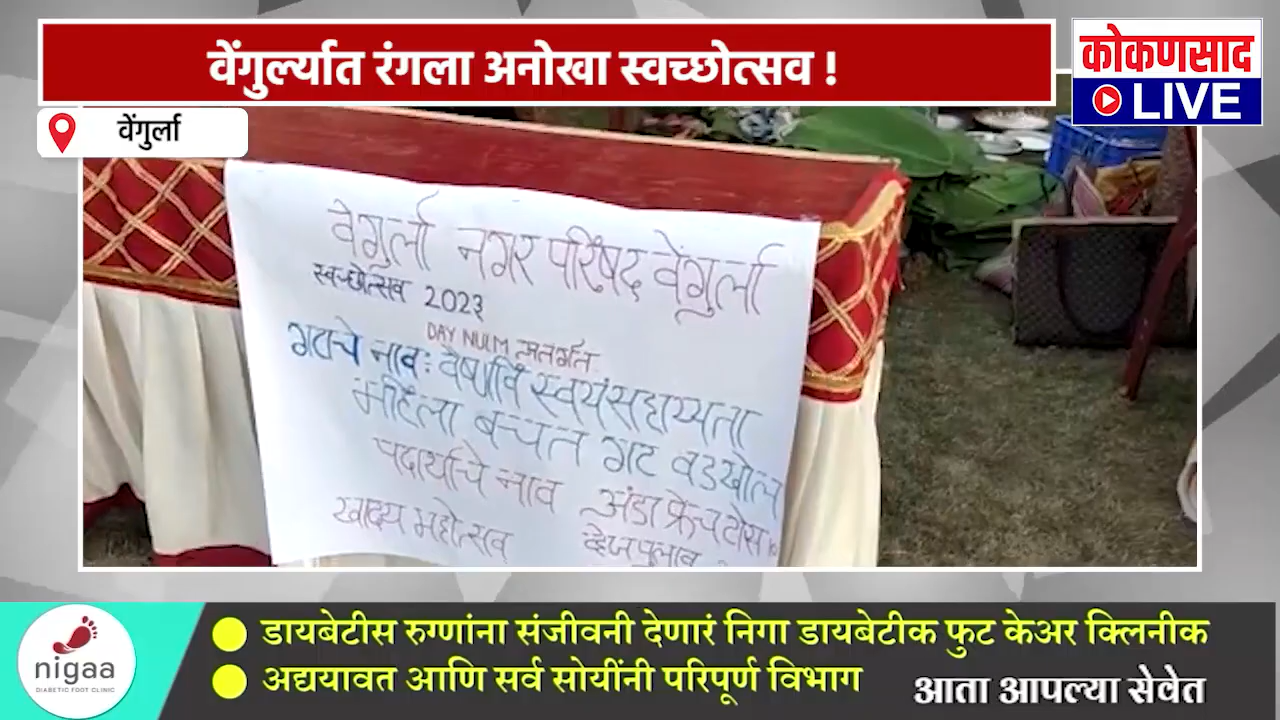 वेंगुर्ल्यात रंगला अनोखा स्वच्छोत्सव !
कोकणसाद
LIVE
वेंगुर्ला
वेंगुर्ला नगर परिषद वेंगुर्ला
स्वच्छोत्सव 202३
DAY NULM अंतर्गत
गटाचे नाव : वैष्णवि स्वयंसहाय्यता
महिला बचत गट वडखोल
पदार्थाचे नाव अंडा फ्रेन्च टोस
खाद्य महोत्सव व्हेज पुलाव
nigaa
DIABETIC FOOT CLINIC
डायबेटीस रुग्णांना संजीवनी देणारं निगा डायबेटीक फुट केअर क्लिनीक
अद्ययावत आणि सर्व सोयींनी परिपूर्ण विभाग
आता आपल्या सेवेत